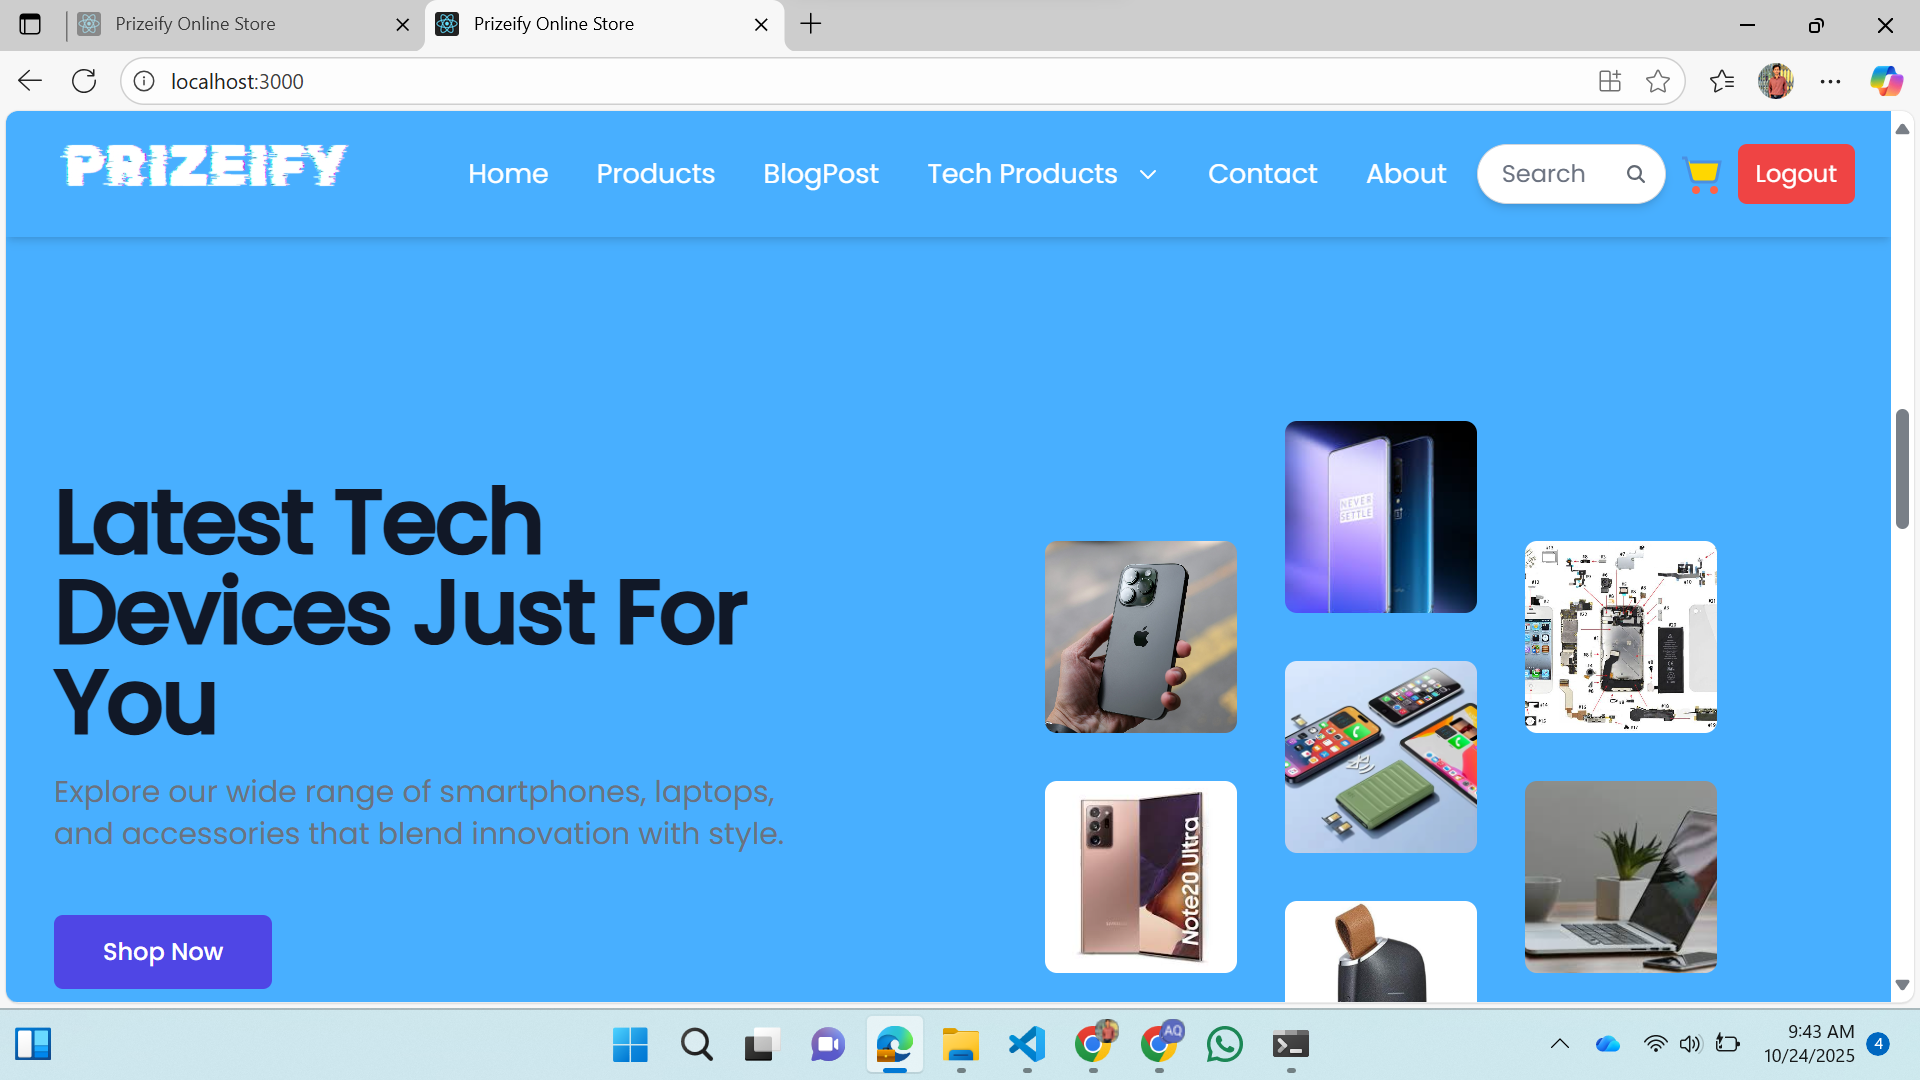 Prizeify Online Store
Prizeify Online Store
localhost:3000
PRIZEIFY
Home
Products
BlogPost
Tech Products
Contact
About
Search
Logout
Latest Tech
Devices Just For
You
Explore our wide range of smartphones, laptops,
and accessories that blend innovation with style.
Shop Now
NEVER
SETTLE
Note20 Ultra
AQ
9:43 AM
10/24/2025
4